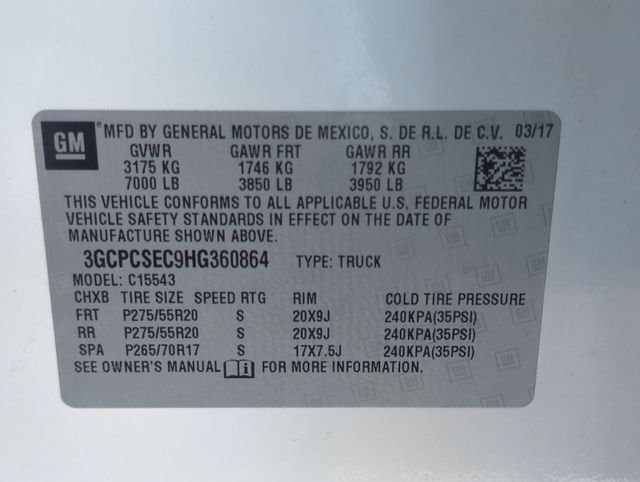 GM ® MFD BY GENERAL MOTORS DE MEXICO, S. DE R.L. DE C.V. 03/17
GVWR GAWR FRT GAWR RR
3175 KG 1746 KG 1792 KG
7000 LB 3850 LB 3950 LB
THIS VEHICLE CONFORMS TO ALL APPLICABLE U.S. FEDERAL MOTOR
VEHICLE SAFETY STANDARDS IN EFFECT ON THE DATE OF
MANUFACTURE SHOWN ABOVE.
3GCPCSEC9HG360864 TYPE: TRUCK
MODEL: C15543
CHXB TIRE SIZE SPEED RTG RIM COLD TIRE PRESSURE
FRT P275/55R20 S 20X9J 240KPA(35PSI)
RR P275/55R20 S 20X9J 240KPA(35PSI)
SPA P265/70R17 S 17X7.5J 240KPA(35PSI)
SEE OWNER'S MANUAL FOR MORE INFORMATION.